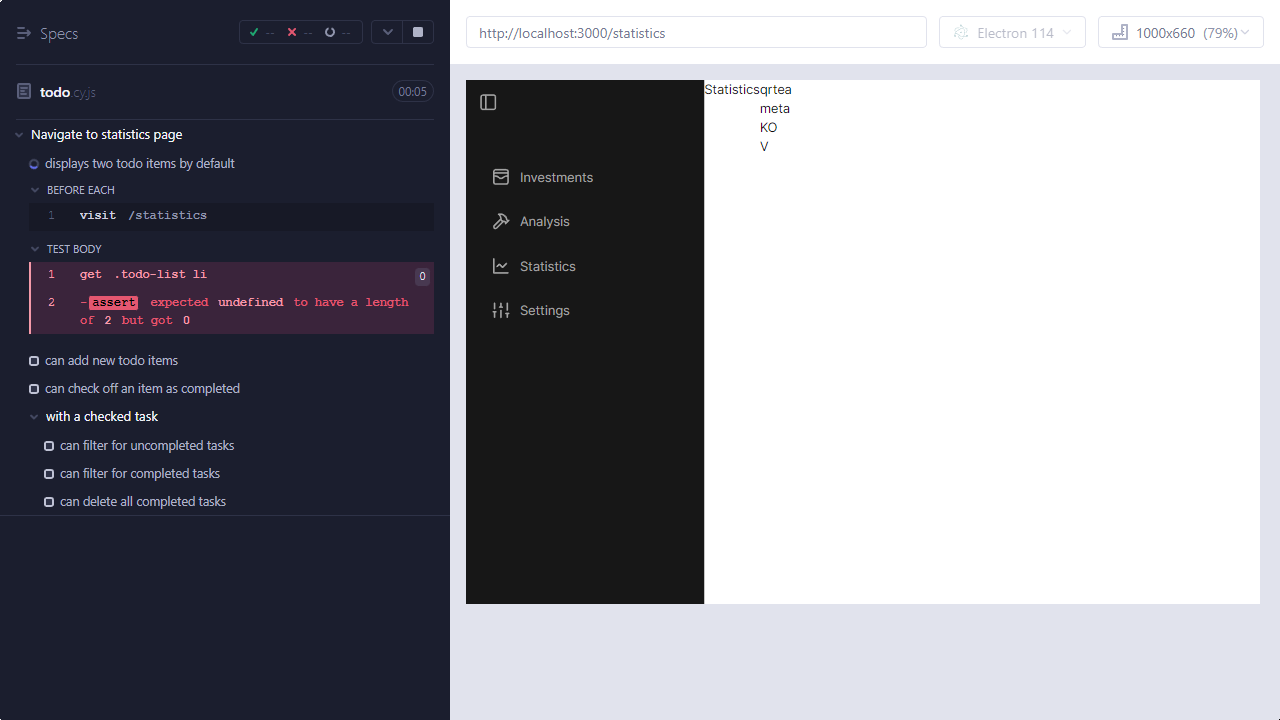 Specs
-- -- --
todo.cy.js
00:05
Navigate to statistics page
displays two todo items by default
BEFORE EACH
1 visit /statistics
TEST BODY
1 get .todo-list li 0
2 -assert expected undefined to have a length
of 2 but got 0
can add new todo items
can check off an item as completed
with a checked task
can filter for uncompleted tasks
can filter for completed tasks
can delete all completed tasks
http://localhost:3000/statistics
Electron 114
1000x660 (79%)
Investments
Analysis
Statistics
Settings
Statisticsqrtea
meta
KO
V